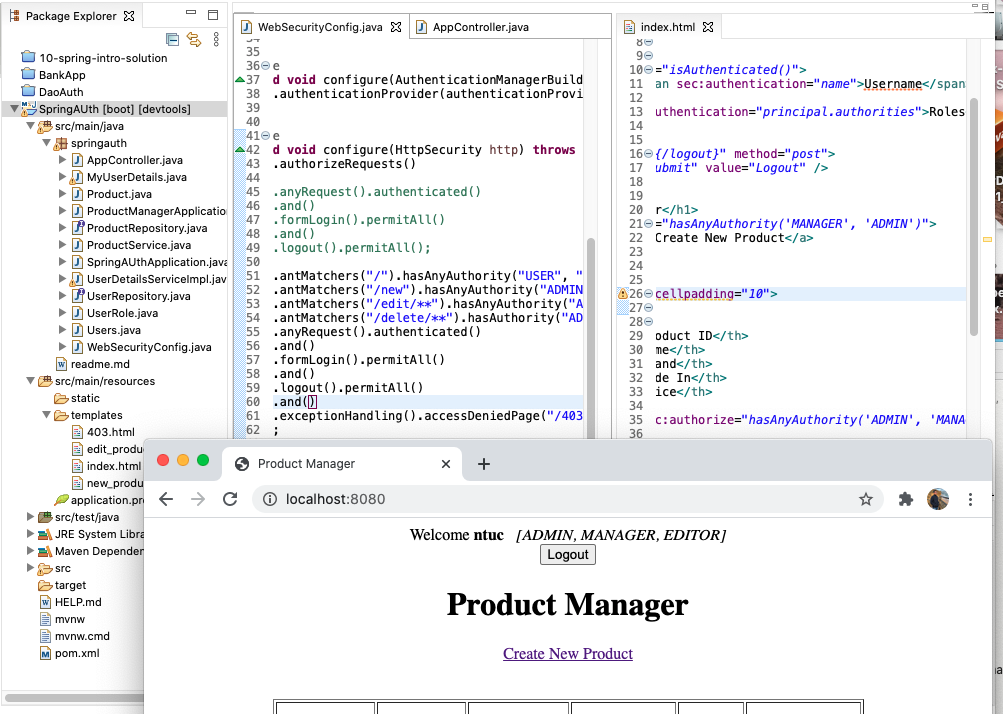 Package Explorer
10-spring-intro-solution
BankApp
DaoAuth
SpringAUth [boot] [devtools]
src/main/java
springauth
AppController.java
MyUserDetails.java
Product.java
ProductManagerApplicatio
ProductRepository.java
ProductService.java
SpringAUthApplication.java
UserDetailsServiceImpl.jav
UserRepository.java
UserRole.java
Users.java
WebSecurityConfig.java
readme.md
src/main/resources
static
templates
403.html
edit_produ
index.html
new_produ
application.pro
src/test/java
JRE System Libra
Maven Dependen
src
target
HELP.md
mvnw
mvnw.cmd
pom.xml
WebSecurityConfig.java
AppController.java
34
35
36 e
37 d void configure(AuthenticationManagerBuild
38 .authenticationProvider(authenticationProvi
39
40
41 e
42 d void configure(HttpSecurity http) throws
43 .authorizeRequests()
44
45 .anyRequest().authenticated()
46 .and()
47 .formLogin().permitAll()
48 .and()
49 .logout().permitAll();
50
51 .antMatchers("/").hasAnyAuthority("USER", "
52 .antMatchers("/new").hasAnyAuthority("ADMIN
53 .antMatchers("/edit/**").hasAnyAuthority("A
54 .antMatchers("/delete/**").hasAuthority("AD
55 .anyRequest().authenticated()
56 .and()
57 .formLogin().permitAll()
58 .and()
59 .logout().permitAll()
60 .and()
61 .exceptionHandling().accessDeniedPage("/403
62 ;
index.html
8
9
10 ="isAuthenticated()">
11 an sec:authentication="name">Username</span
12
13 uthentication="principal.authorities">Roles
14
15
16 {/logout}" method="post">
17 ubmit" value="Logout" />
18
19
20 r</h1>
21 ="hasAnyAuthority('MANAGER', 'ADMIN')">
22 Create New Product</a>
23
24
25
26 cellpadding="10">
27
28
29 oduct ID</th>
30 me</th>
31 and</th>
32 de In</th>
33 ice</th>
34
35 c:authorize="hasAnyAuthority('ADMIN', 'MANA
36
Product Manager
localhost:8080
Welcome ntuc [ADMIN, MANAGER, EDITOR]
Logout
Product Manager
Create New Product